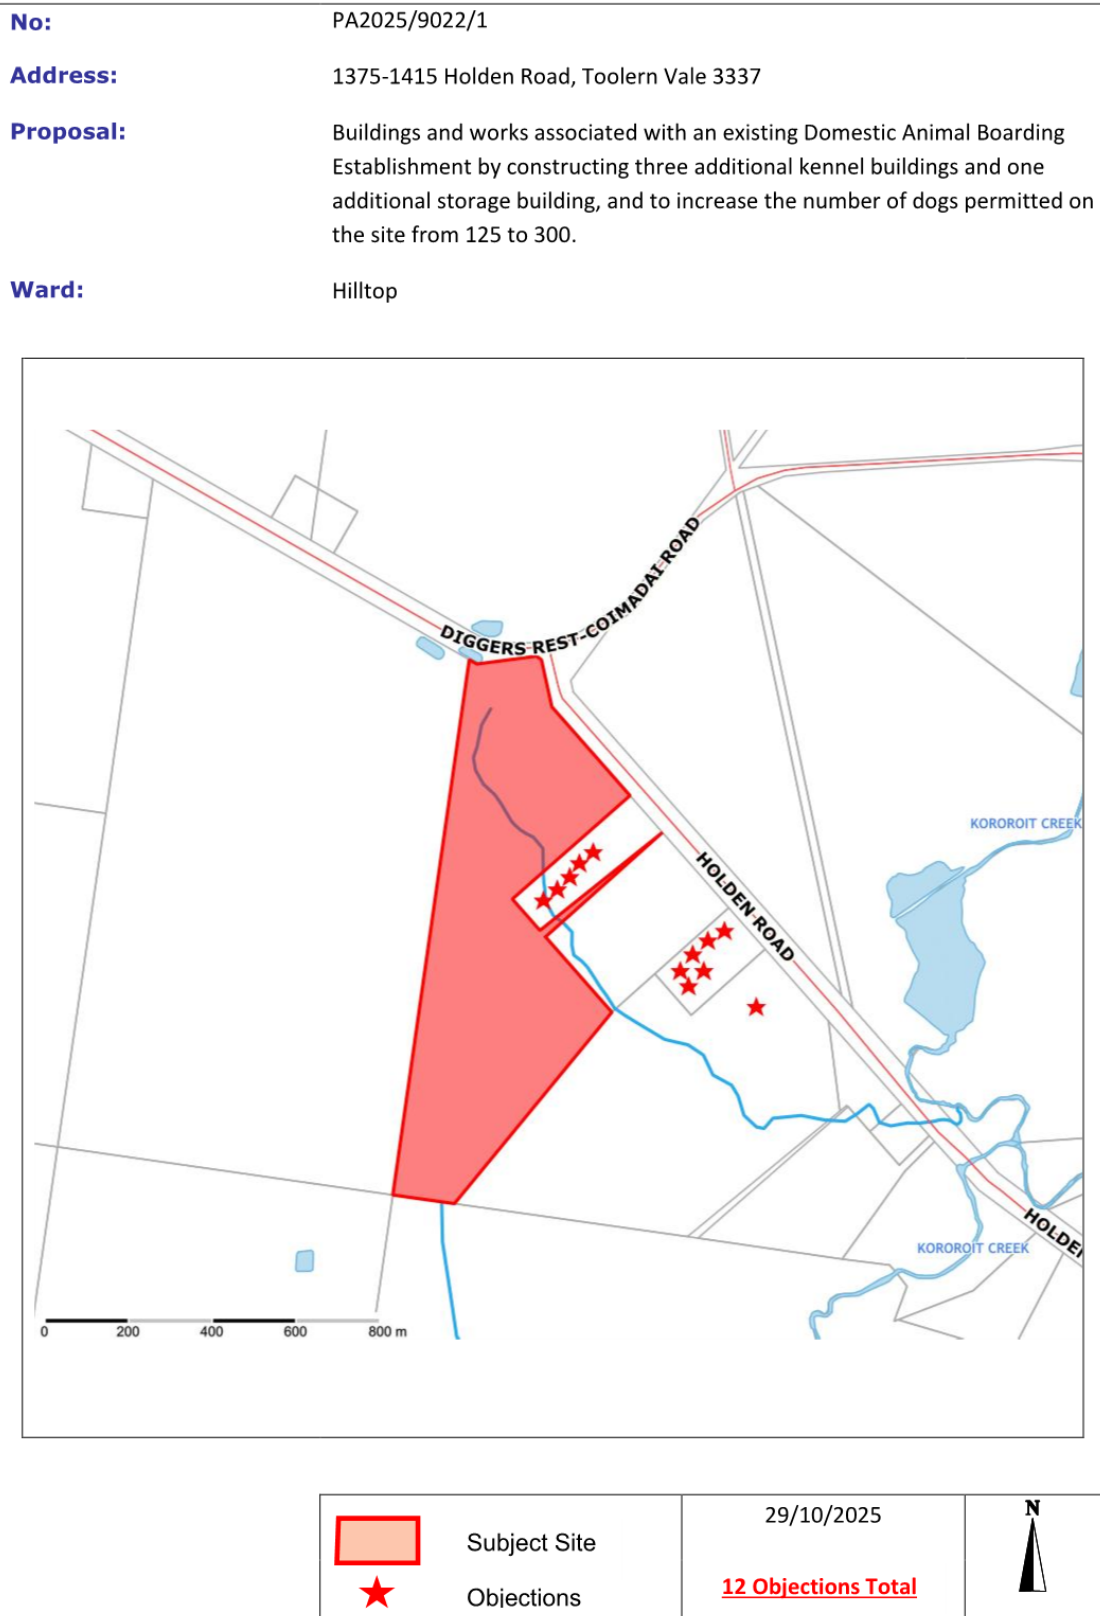 No: PA2025/9022/1
Address: 1375-1415 Holden Road, Toolern Vale 3337
Proposal: Buildings and works associated with an existing Domestic Animal Boarding
Establishment by constructing three additional kennel buildings and one
additional storage building, and to increase the number of dogs permitted on
the site from 125 to 300.
Ward: Hilltop
DIGGERS REST-COIMADAI ROAD
KOROROIT CREEK
HOLDEN ROAD
HOLDEN
KOROROIT CREEK
0 200 400 600 800 m
Subject Site
Objections
29/10/2025
12 Objections Total
N